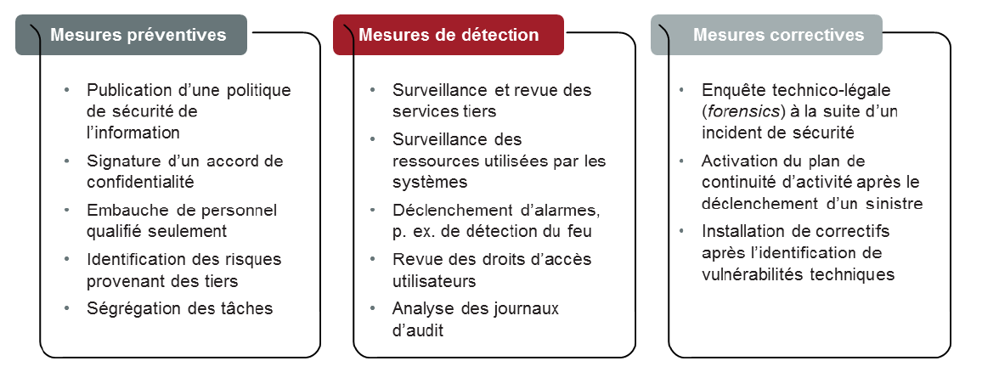 Mesures préventives
• Publication d’une politique
de sécurité de
l’information
• Signature d’un accord de
confidentialité
• Embauche de personnel
qualifié seulement
• Identification des risques
provenant des tiers
• Ségrégation des tâches
Mesures de détection
• Surveillance et revue des
services tiers
• Surveillance des
ressources utilisées par les
systèmes
• Déclenchement d’alarmes,
p. ex. de détection du feu
• Revue des droits d’accès
utilisateurs
• Analyse des journaux
d’audit
Mesures correctives
• Enquête technico-légale
(forensics) à la suite d’un
incident de sécurité
• Activation du plan de
continuité d’activité après le
déclenchement d’un sinistre
• Installation de correctifs
après l’identification de
vulnérabilités techniques